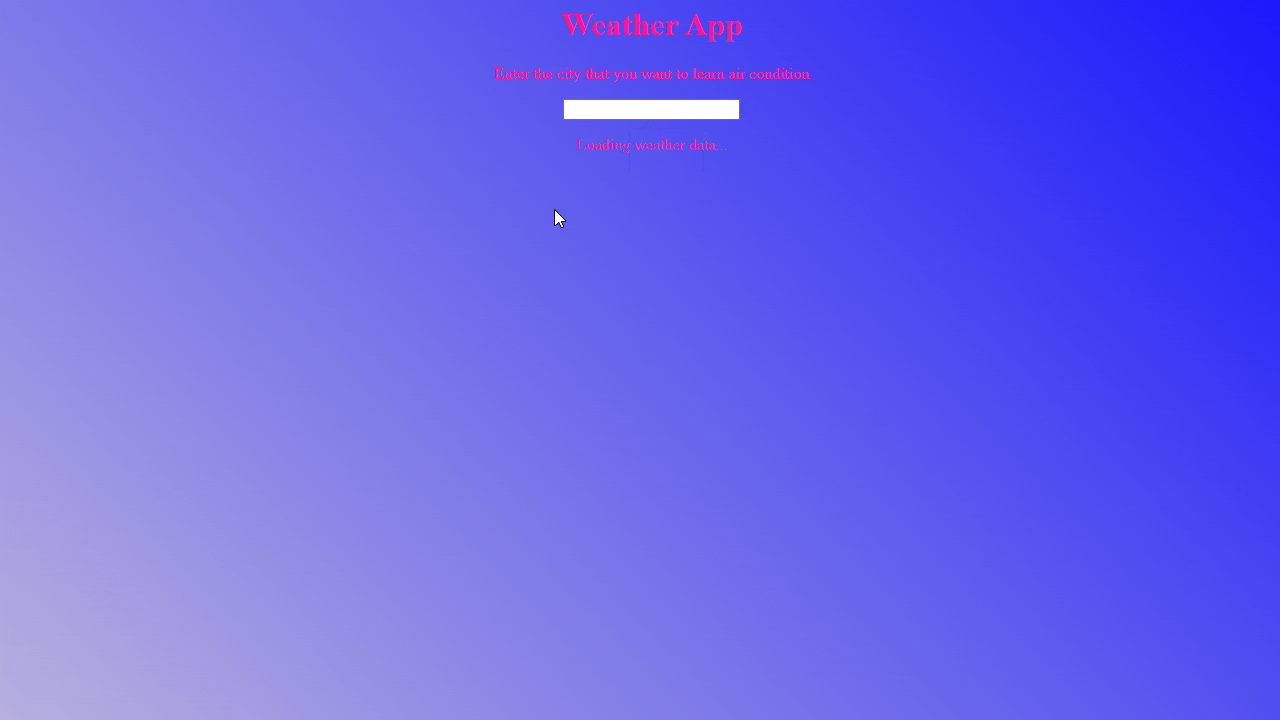 Weather App
Enter the city that you want to learn air condition
Loading weather data...